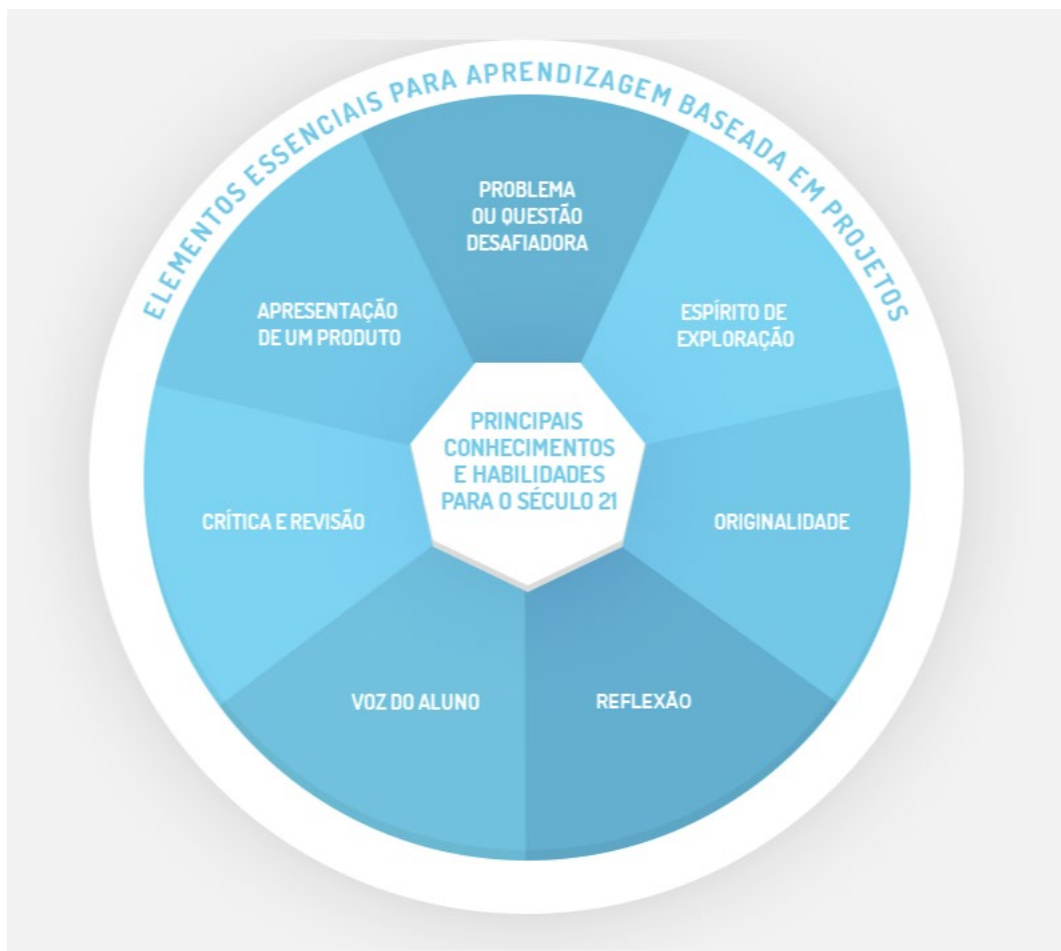 ELEMENTOS ESSENCIAIS PARA APRENDIZAGEM BASEADA EM PROJETOS
PROBLEMA
OU QUESTÃO
DESAFIADORA
ESPÍRITO DE
EXPLORAÇÃO
ORIGINALIDADE
REFLEXÃO
VOZ DO ALUNO
CRÍTICA E REVISÃO
APRESENTAÇÃO
DE UM PRODUTO
PRINCIPAIS
CONHECIMENTOS
E HABILIDADES
PARA O SÉCULO 21